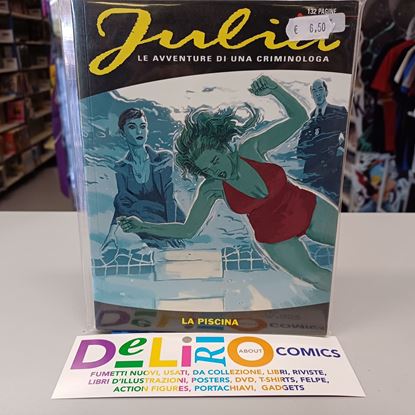 Julia
132 PAGINE
€ 6,50
LE AVVENTURE DI UNA CRIMINOLOGA
LA PISCINA
DeLiRiO ABOUT COMICS
FUMETTI NUOVI, USATI, DA COLLEZIONE, LIBRI, RIVISTE,
LIBRI D'ILLUSTRAZIONI, POSTERS, DVD, T-SHIRTS, FELPE,
ACTION FIGURES, PORTACHIAVI, GADGETS